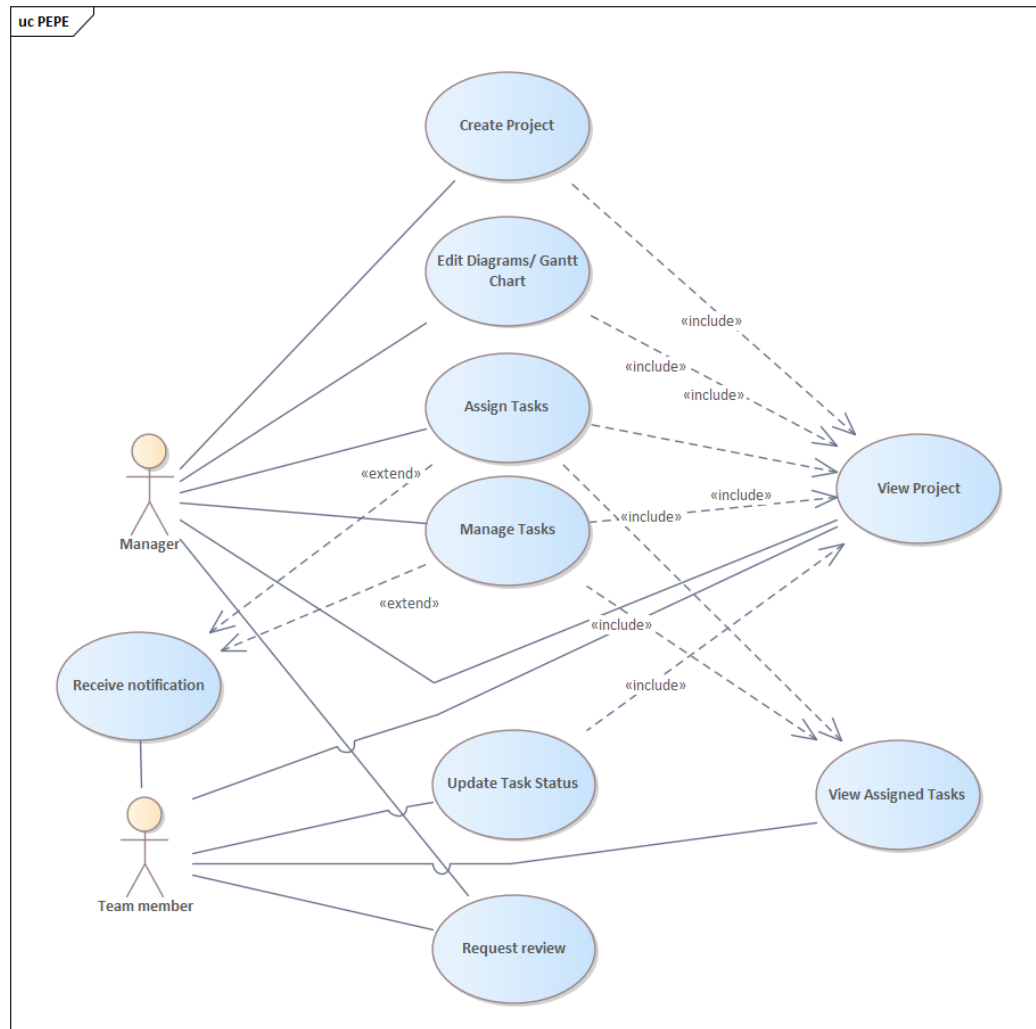 uc PEPE
Create Project
Edit Diagrams/ Gantt
Chart
«include»
«include»
Assign Tasks
«include»
«extend»
View Project
«include»
Manage Tasks
«include»
Manager
«extend»
«include»
Receive notification
«include»
Update Task Status
View Assigned Tasks
Team member
Request review